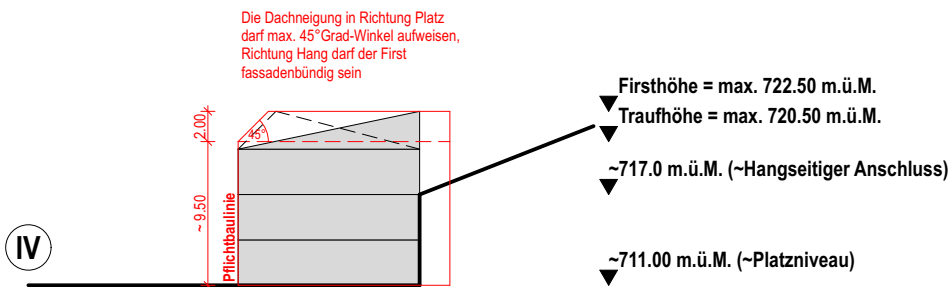 Die Dachneigung in Richtung Platz
darf max. 45°Grad-Winkel aufweisen,
Richtung Hang darf der First
fassadenbündig sein
Firsthöhe = max. 722.50 m.ü.M.
Traufhöhe = max. 720.50 m.ü.M.
2.00
45°
~717.0 m.ü.M. (~Hangseitiger Anschluss)
~ 9.50
Pflichtbaulinie
IV
~711.00 m.ü.M. (~Platzniveau)